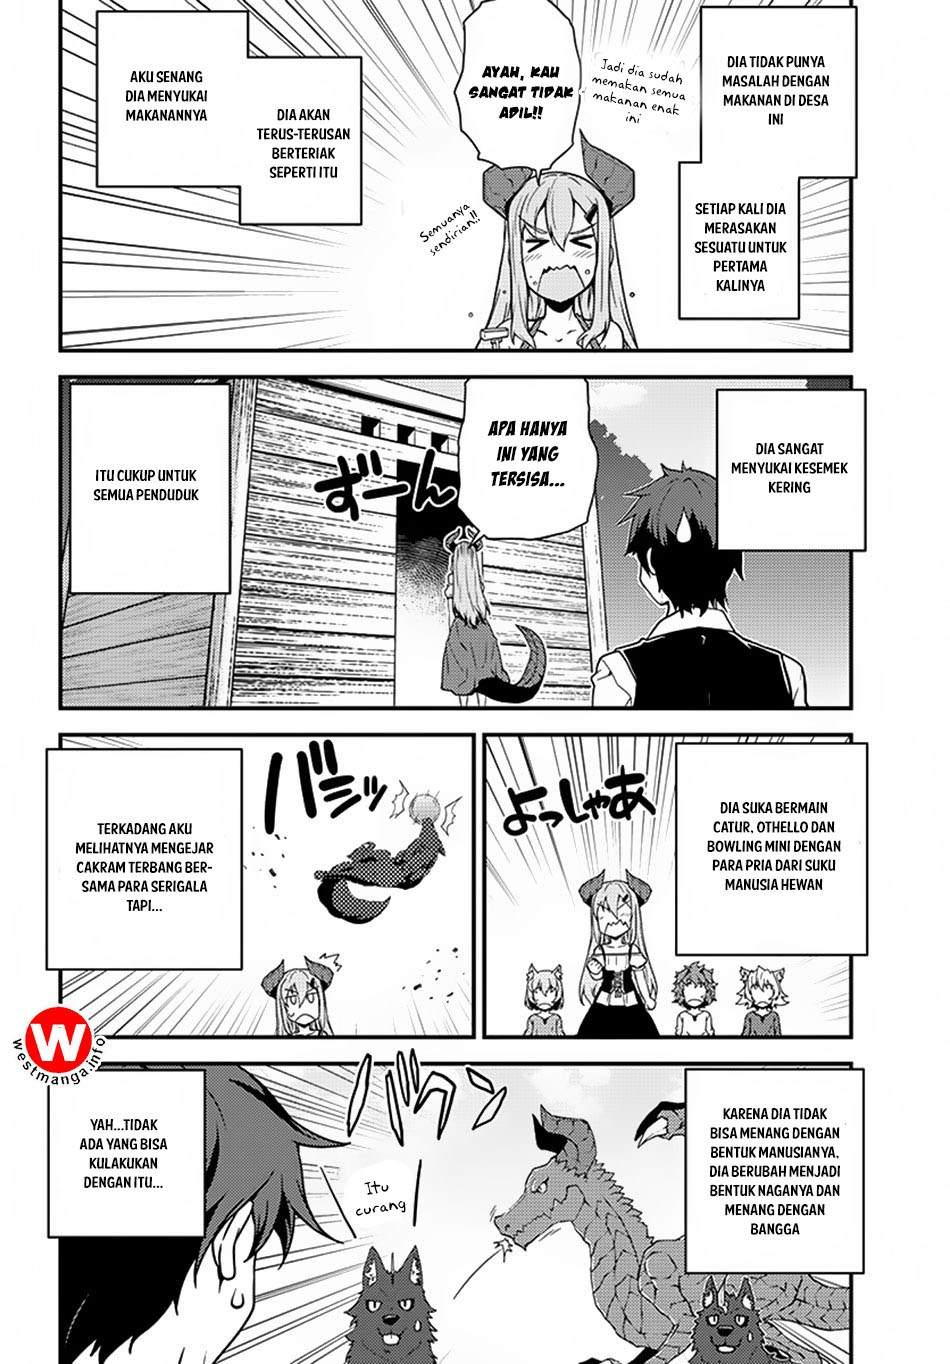 DIA TIDAK PUNYA
MASALAH DENGAN
MAKANAN DI DESA
INI
SETIAP KALI DIA
MERASAKAN
SESUATU UNTUK
PERTAMA
KALINYA
Jadi dia sudah
memakan semua
makanan enak
ini
AYAH, KAU
SANGAT TIDAK
ADIL!!
Semuanya
sendirian!!
DIA AKAN
TERUS-TERUSAN
BERTERIAK
SEPERTI ITU
AKU SENANG
DIA MENYUKAI
MAKANANNYA
DIA SANGAT
MENYUKAI KESEMEK
KERING
APA HANYA
INI YANG
TERSISA...
ずーん
ITU CUKUP UNTUK
SEMUA PENDUDUK
DIA SUKA BERMAIN
CATUR, OTHELLO DAN
BOWLING MINI DENGAN
PARA PRIA DARI SUKU
MANUSIA HEWAN
よっしゃあ
バシッ
TERKADANG AKU
MELIHATNYA MENGEJAR
CAKRAM TERBANG BER-
SAMA PARA SERIGALA
TAPI...
W
westmanga.info
KARENA DIA TIDAK
BISA MENANG DENGAN
BENTUK MANUSIANYA,
DIA BERUBAH MENJADI
BENTUK NAGANYA DAN
MENANG DENGAN
BANGGA
バグン
Itu
curang
YAH...TIDAK
ADA YANG BISA
KULAKUKAN
DENGAN ITU...